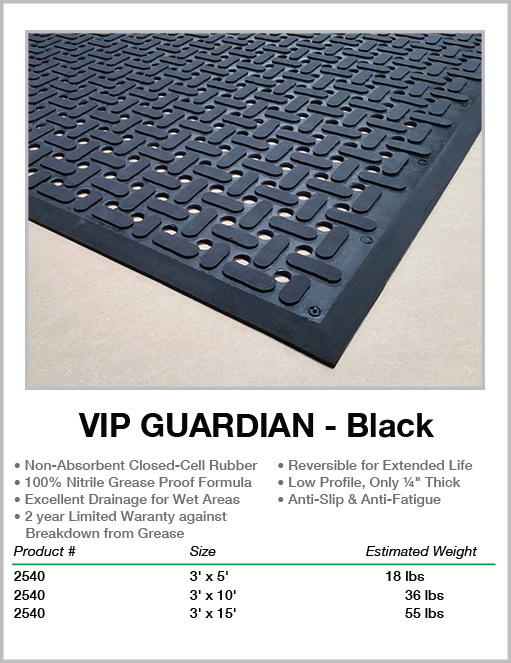 VIP GUARDIAN - Black
• Non-Absorbent Closed-Cell Rubber
• 100% Nitrile Grease Proof Formula
• Excellent Drainage for Wet Areas
• 2 year Limited Waranty against
Breakdown from Grease
• Reversible for Extended Life
• Low Profile, Only ¼" Thick
• Anti-Slip & Anti-Fatigue
Product # Size Estimated Weight
2540 3' x 5' 18 lbs
2540 3' x 10' 36 lbs
2540 3' x 15' 55 lbs